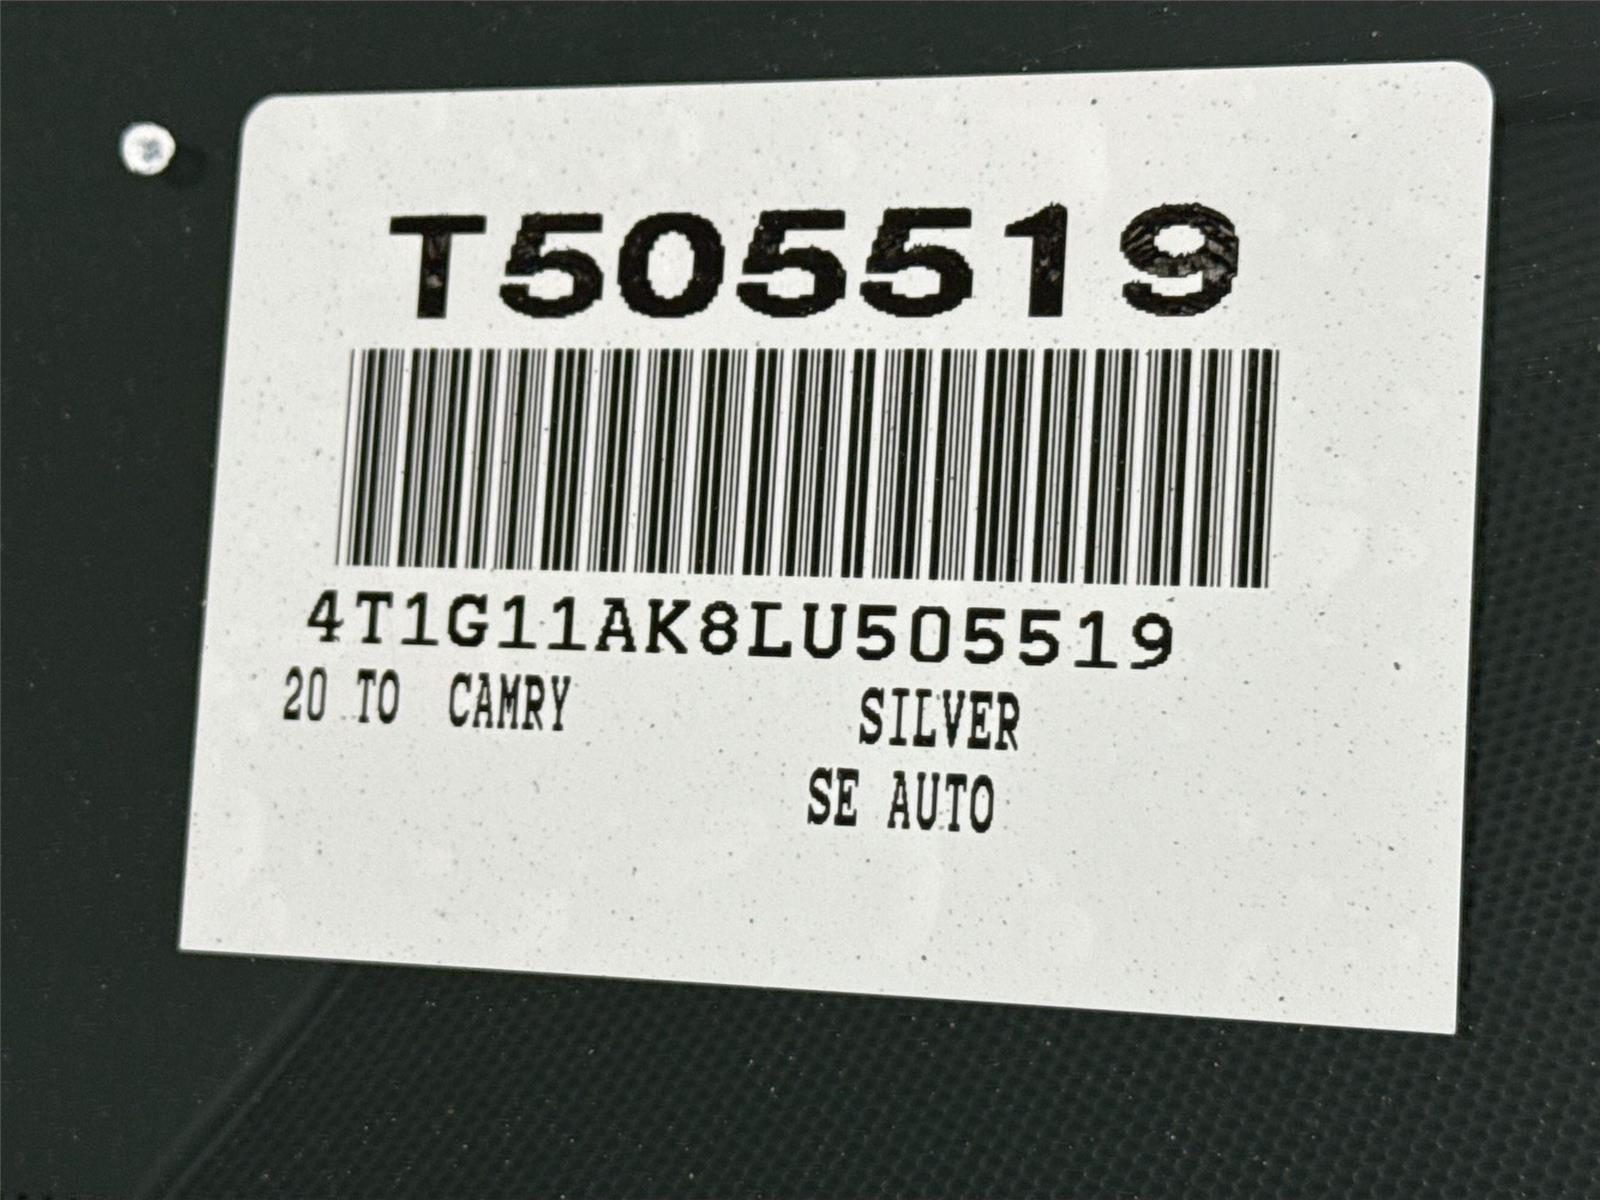 T505519
4T1G11AK8LU505519
20 TO CAMRY SILVER
SE AUTO